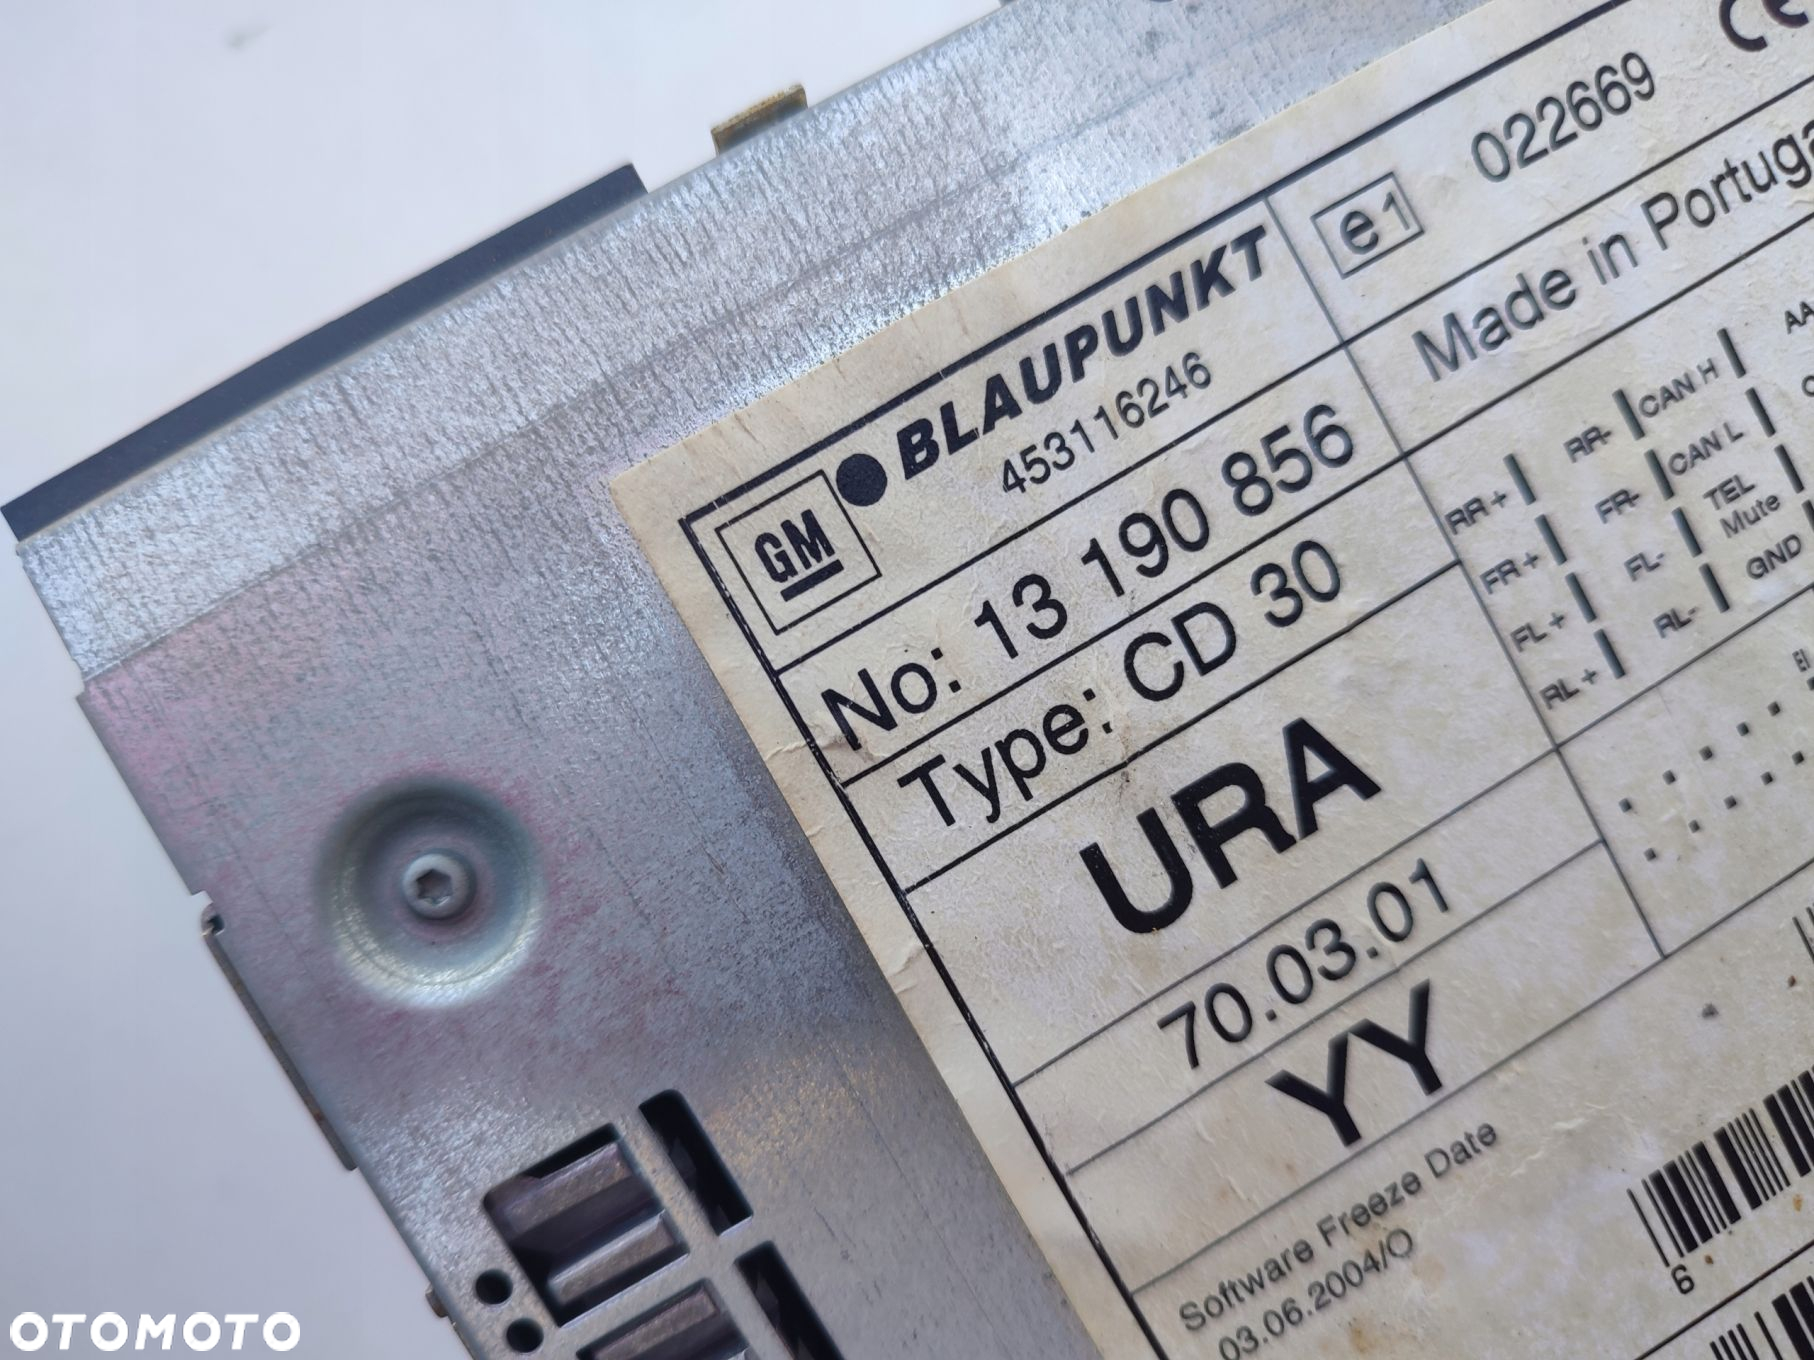 GM
BLAUPUNKT
453116246
e1
022669
CE
No: 13 190 856
Made in
Type: CD 30
URA
70.03.01
YY
Software Freeze Date
03.06.2004/O
RR+ RR- CAN H
FR+ FR- CAN L
FL+ FL- TEL Mute
RL+ RL- GND
6
OTOMOTO